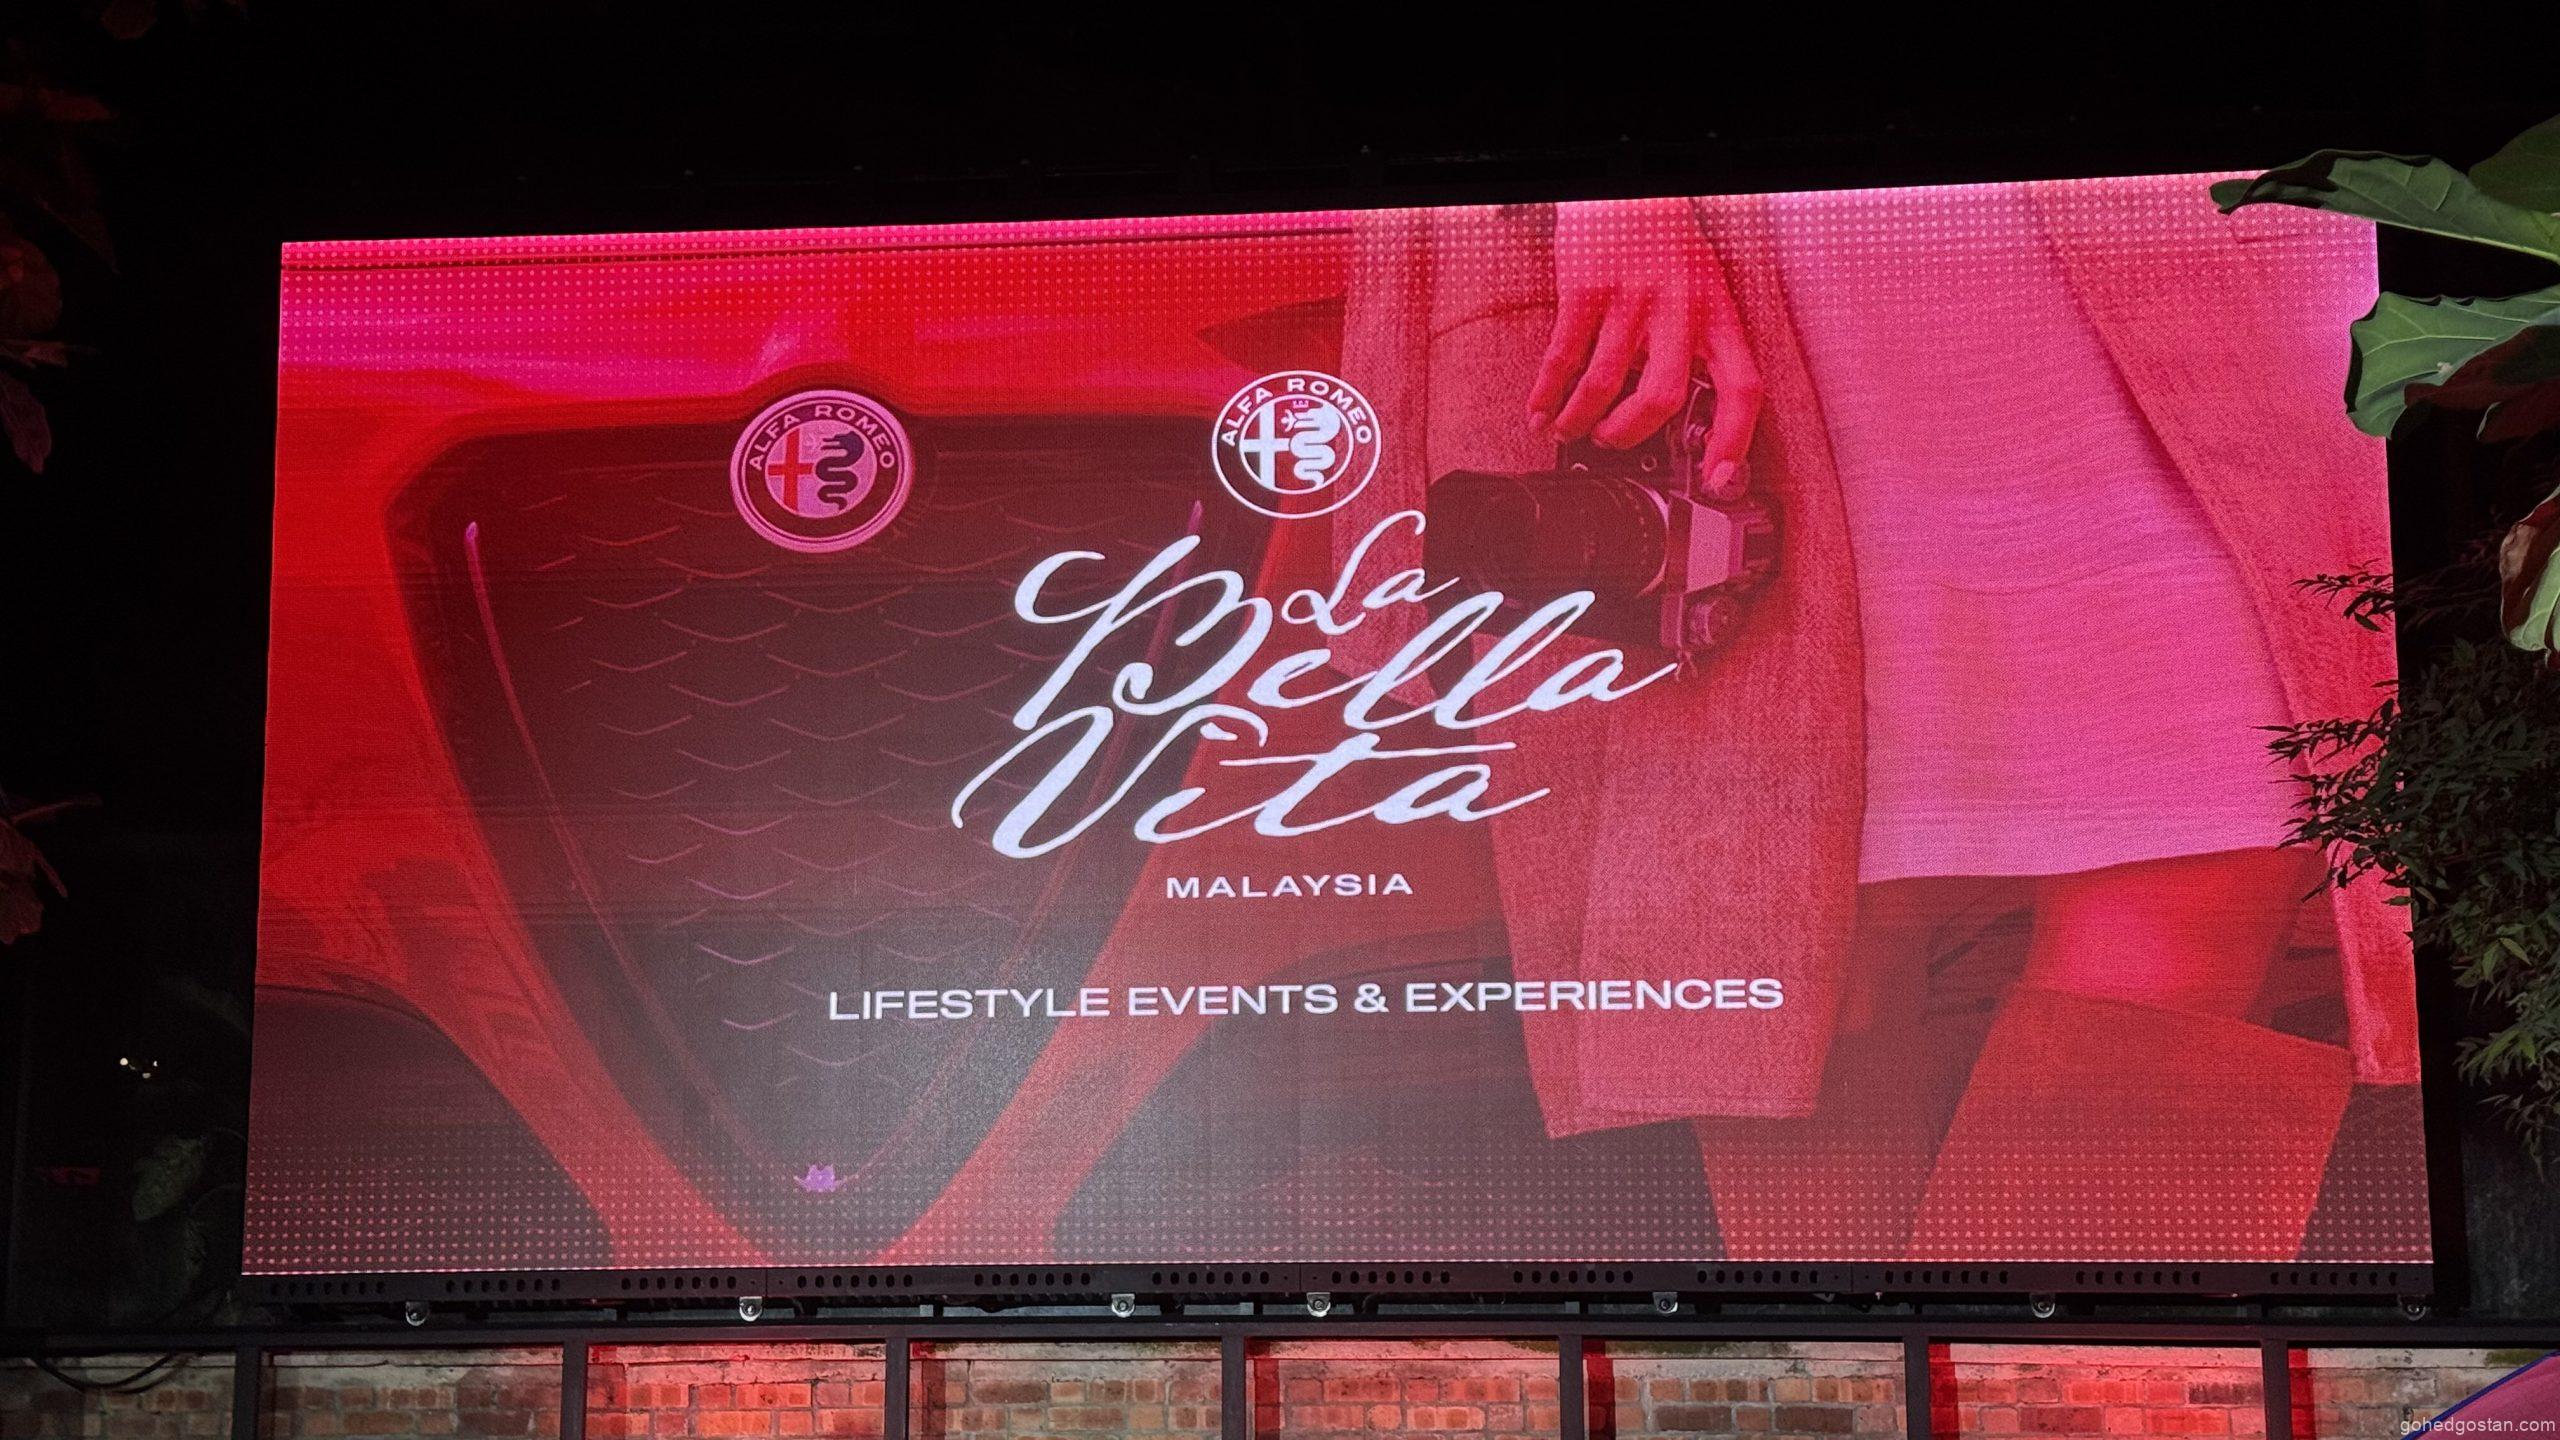 ALFA ROMEO
ALFA ROMEO
La
Bella
Vita
MALAYSIA
LIFESTYLE EVENTS & EXPERIENCES
gohedgostan.com